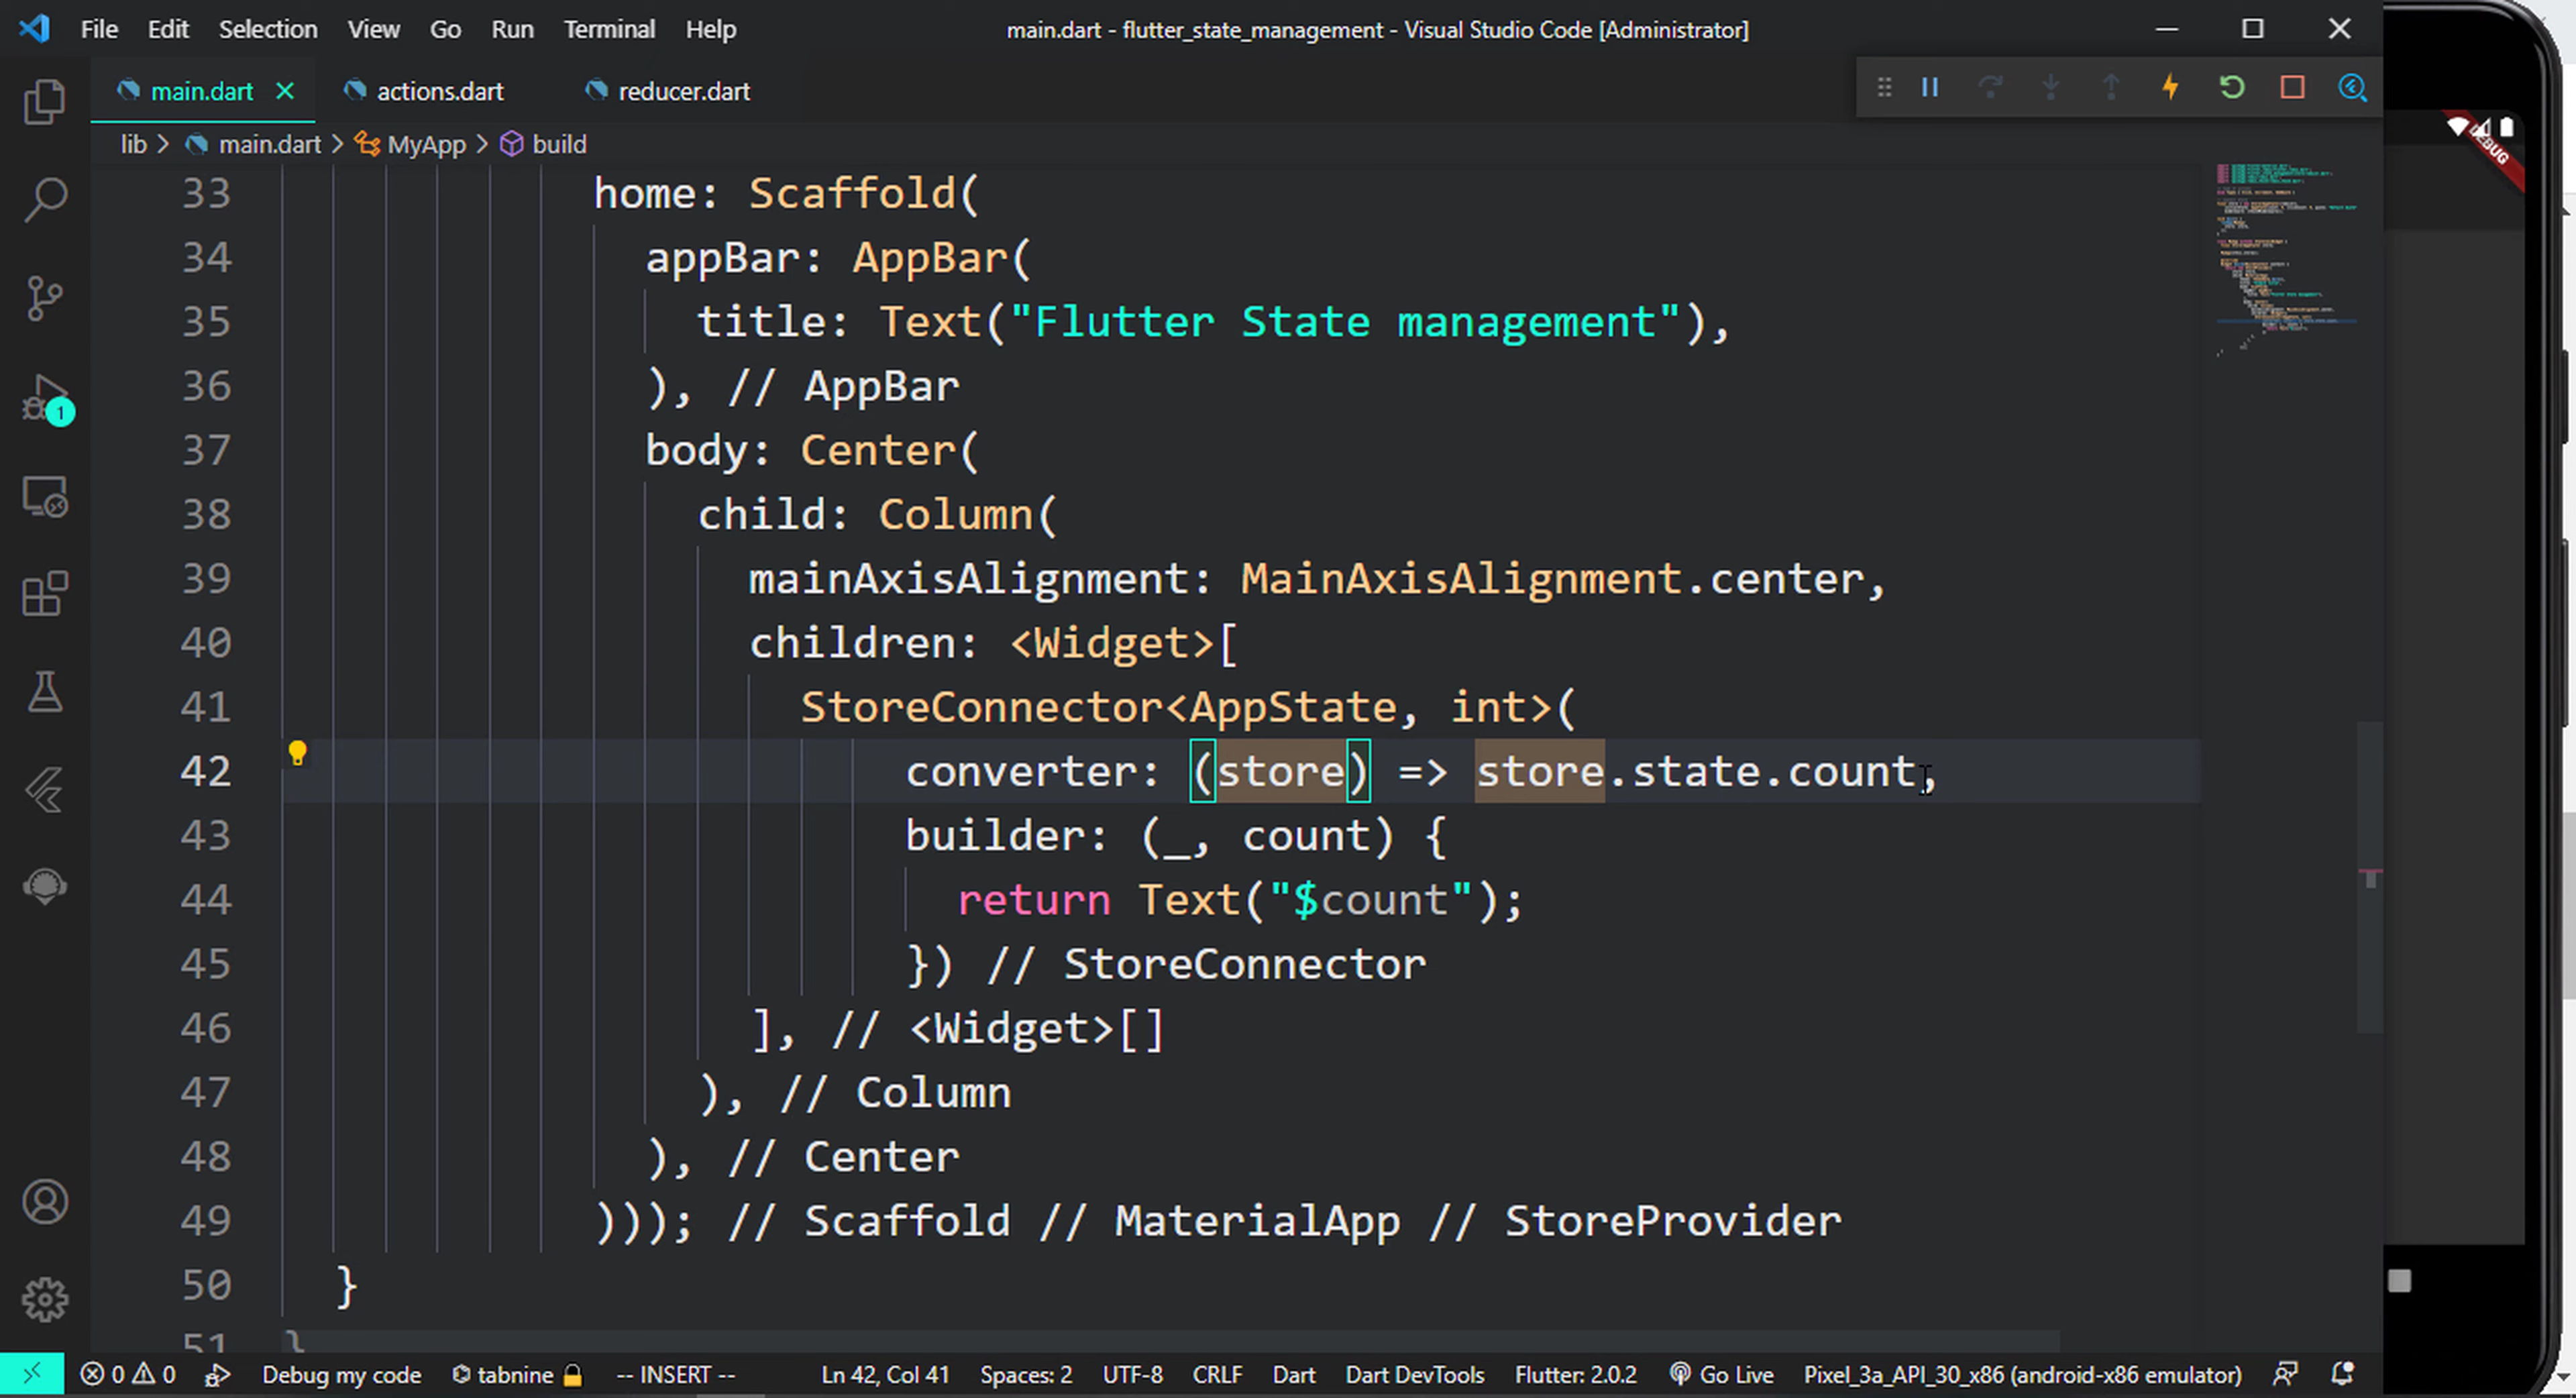 File Edit Selection View Go Run Terminal Help
main.dart - flutter_state_management - Visual Studio Code [Administrator]
main.dart
actions.dart
reducer.dart
lib > main.dart > MyApp > build
33 home: Scaffold(
34 appBar: AppBar(
35 title: Text("Flutter State management"),
36 ), // AppBar
37 body: Center(
38 child: Column(
39 mainAxisAlignment: MainAxisAlignment.center,
40 children: <Widget>[
41 StoreConnector<AppState, int>(
42 converter: (store) => store.state.count,
43 builder: (_, count) {
44 return Text("$count");
45 }) // StoreConnector
46 ], // <Widget>[]
47 ), // Column
48 ), // Center
49 ))); // Scaffold // MaterialApp // StoreProvider
50 }
51 }
1
DEBUG
0 0 Debug my code tabnine -- INSERT -- Ln 42, Col 41 Spaces: 2 UTF-8 CRLF Dart Dart DevTools Flutter: 2.0.2 Go Live Pixel_3a_API_30_x86 (android-x86 emulator)